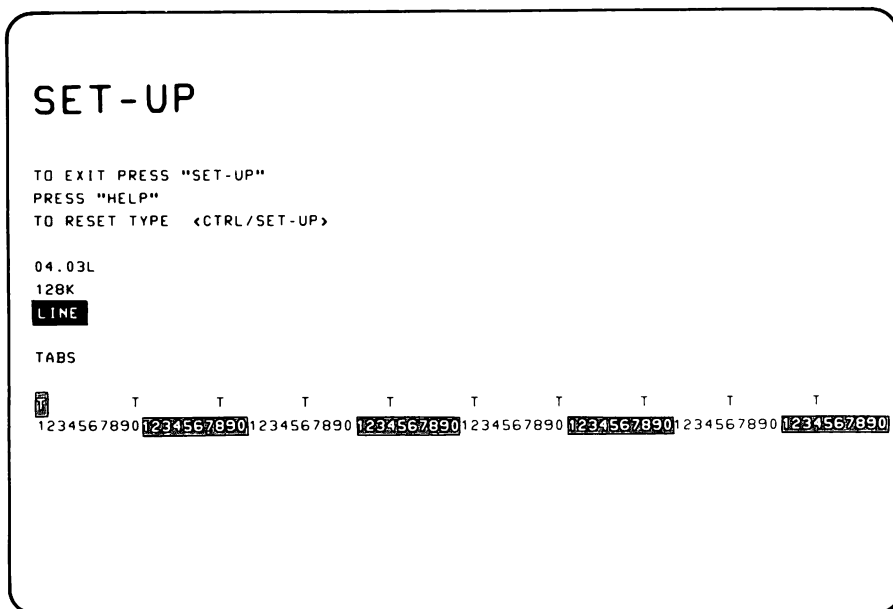 SET-UP
TO EXIT PRESS "SET-UP"
PRESS "HELP"
TO RESET TYPE <CTRL/SET-UP>
04.03L
128K
LINE
TABS
T T T T T T T T T T
12345678901234567890123456789012345678901234567890123456789012345678901234567890